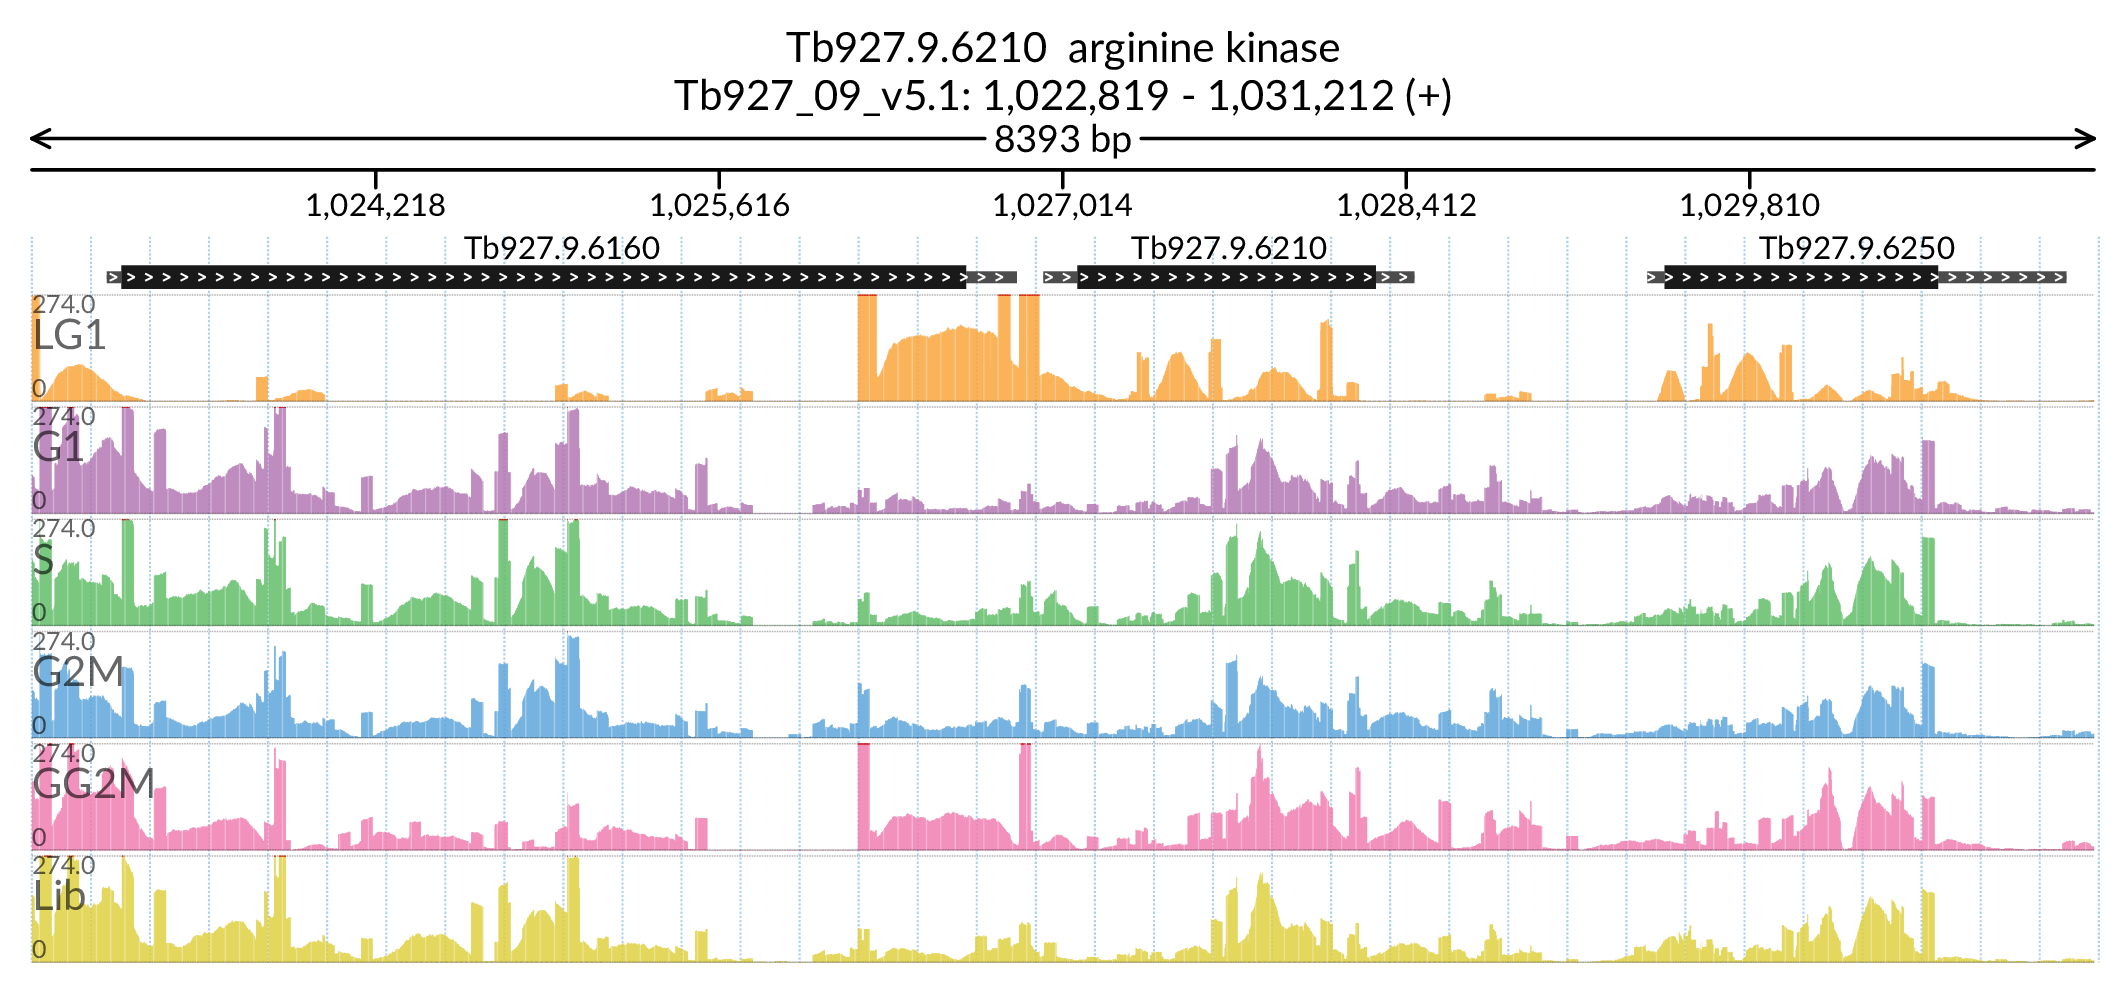 Tb927.9.6210 arginine kinase
Tb927_09_v5.1: 1,022,819 - 1,031,212 (+)
8393 bp
1,024,218 1,025,616 1,027,014 1,028,412 1,029,810
Tb927.9.6160 Tb927.9.6210 Tb927.9.6250
274.0
LG1
0
274.0
G1
0
274.0
S
0
274.0
G2M
0
274.0
GG2M
0
274.0
Lib
0